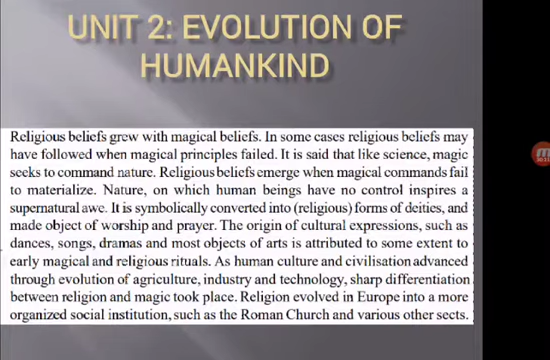 UNIT 2: EVOLUTION OF
HUMANKIND
Religious beliefs grew with magical beliefs. In some cases religious beliefs may
have followed when magical principles failed. It is said that like science, magic
seeks to command nature. Religious beliefs emerge when magical commands fail
to materialize. Nature, on which human beings have no control inspires a
supernatural awe. It is symbolically converted into (religious) forms of deities, and
made object of worship and prayer. The origin of cultural expressions, such as
dances, songs, dramas and most objects of arts is attributed to some extent to
early magical and religious rituals. As human culture and civilisation advanced
through evolution of agriculture, industry and technology, sharp differentiation
between religion and magic took place. Religion evolved in Europe into a more
organized social institution, such as the Roman Church and various other sects.